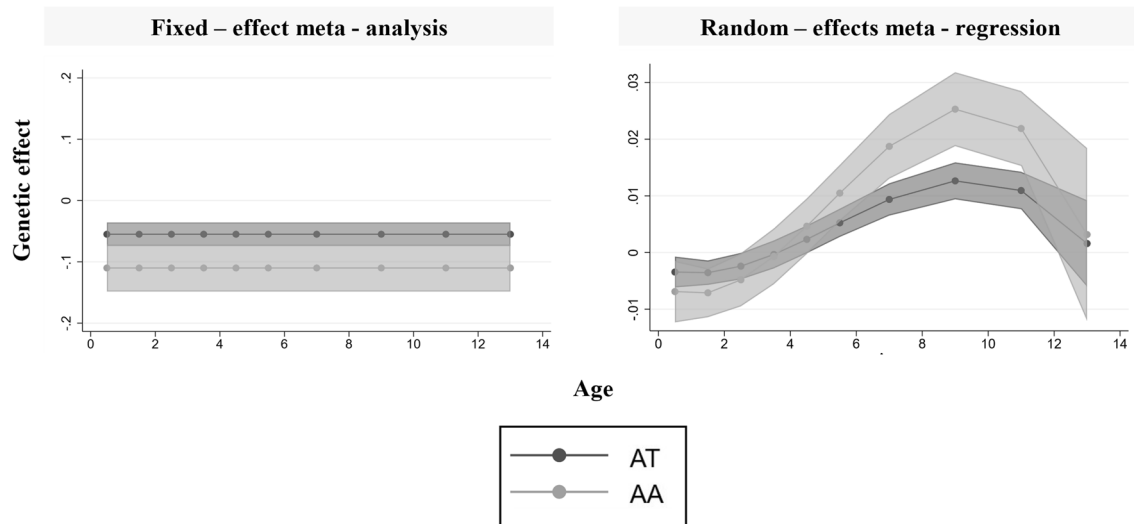 Fixed – effect meta - analysis
Random – effects meta - regression
Genetic effect
.2
.1
0
-.1
-.2
0 2 4 6 8 10 12 14
.03
.02
.01
0
-.01
0 2 4 6 8 10 12 14
Age
AT
AA